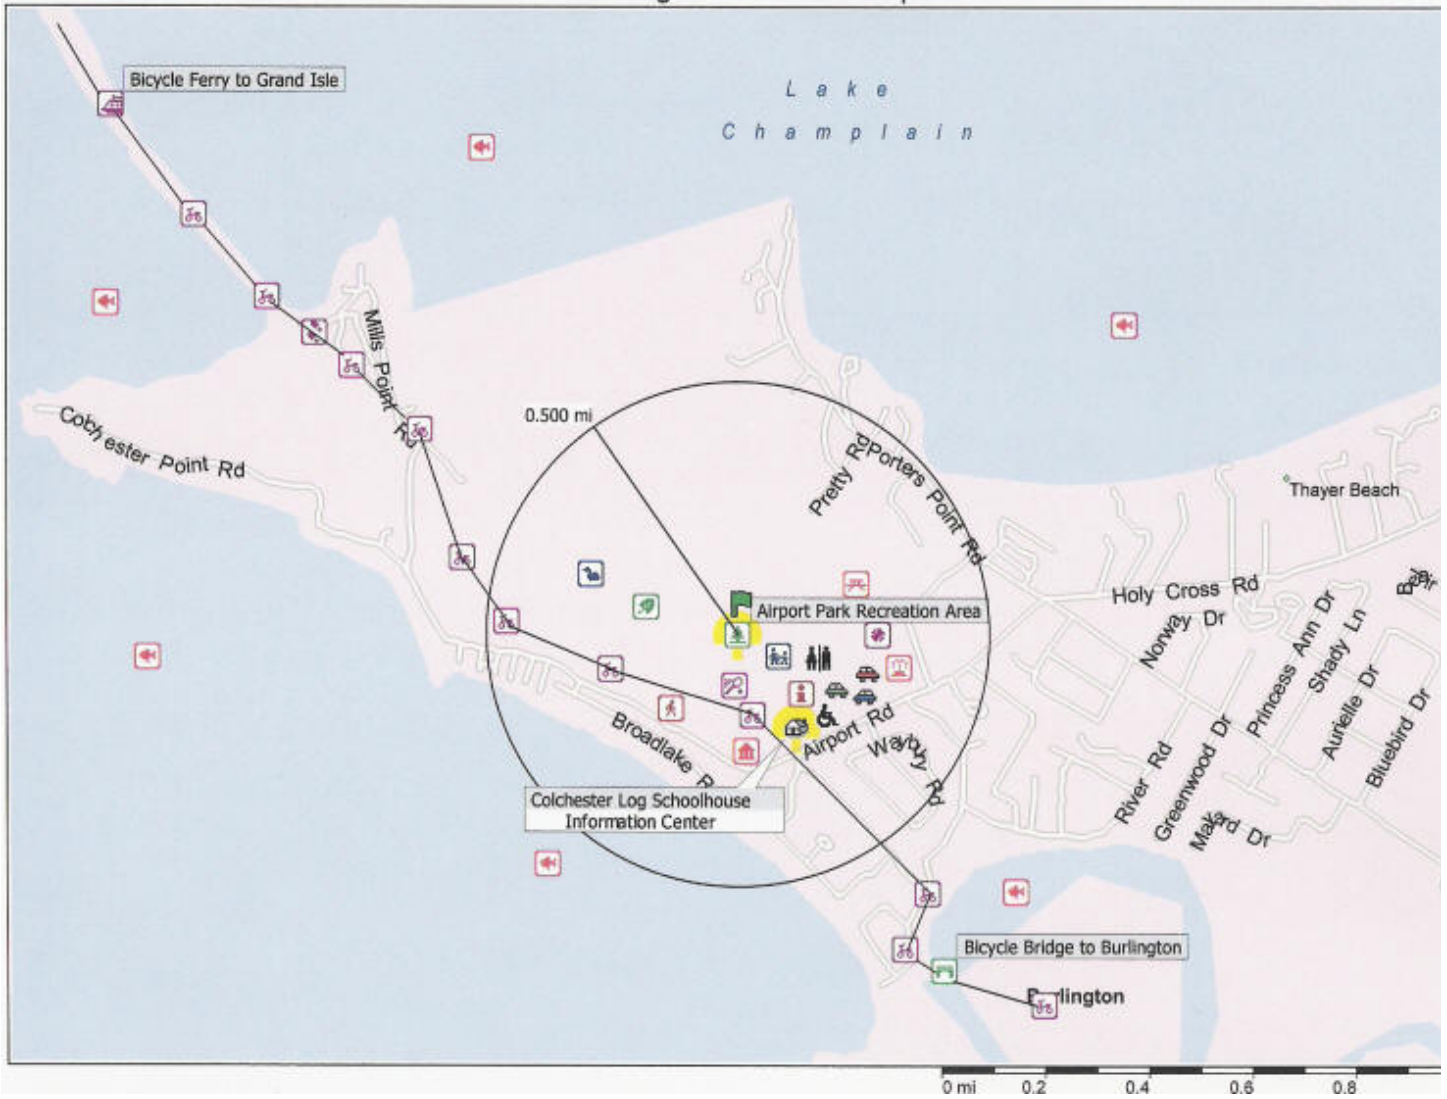 Bicycle Ferry to Grand Isle
Lake
Champlain
Mills Point Rd
0.500 mi
Colchester Point Rd
Pretty Rd
Porters Point Rd
Thayer Beach
Holy Cross Rd
Norway Dr
Princess Ann Dr
Shady Ln
Airport Park Recreation Area
Aurielle Dr
Bluebird Dr
River Rd
Greenwood Dr
Airport Rd
Waybury Rd
Broadlake R
Colchester Log Schoolhouse
Information Center
Bicycle Bridge to Burlington
Burlington
0 mi 0.2 0.4 0.6 0.8